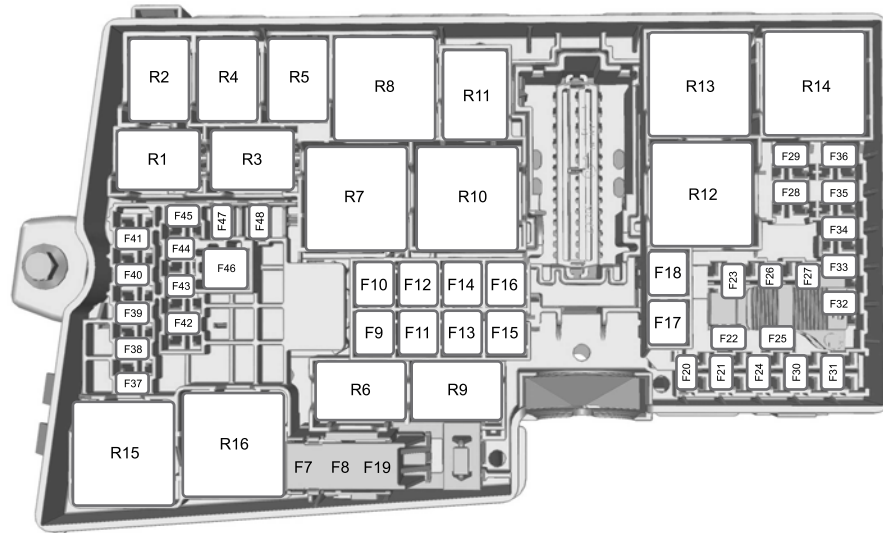 R2 R4 R5 R8 R11 R13 R14
R1 R3 R7 R10 R12 F29 F36
F28 F35
F45 F47 F48
F41 F34
F44
F40 F46 F18 F23 F26 F27 F33
F43 F10 F12 F14 F16
F39 F42 F9 F11 F13 F15 F17 F32
F38 F22 F25
F37 R6 R9 F20 F21 F24 F30 F31
R15 R16 F7 F8 F19